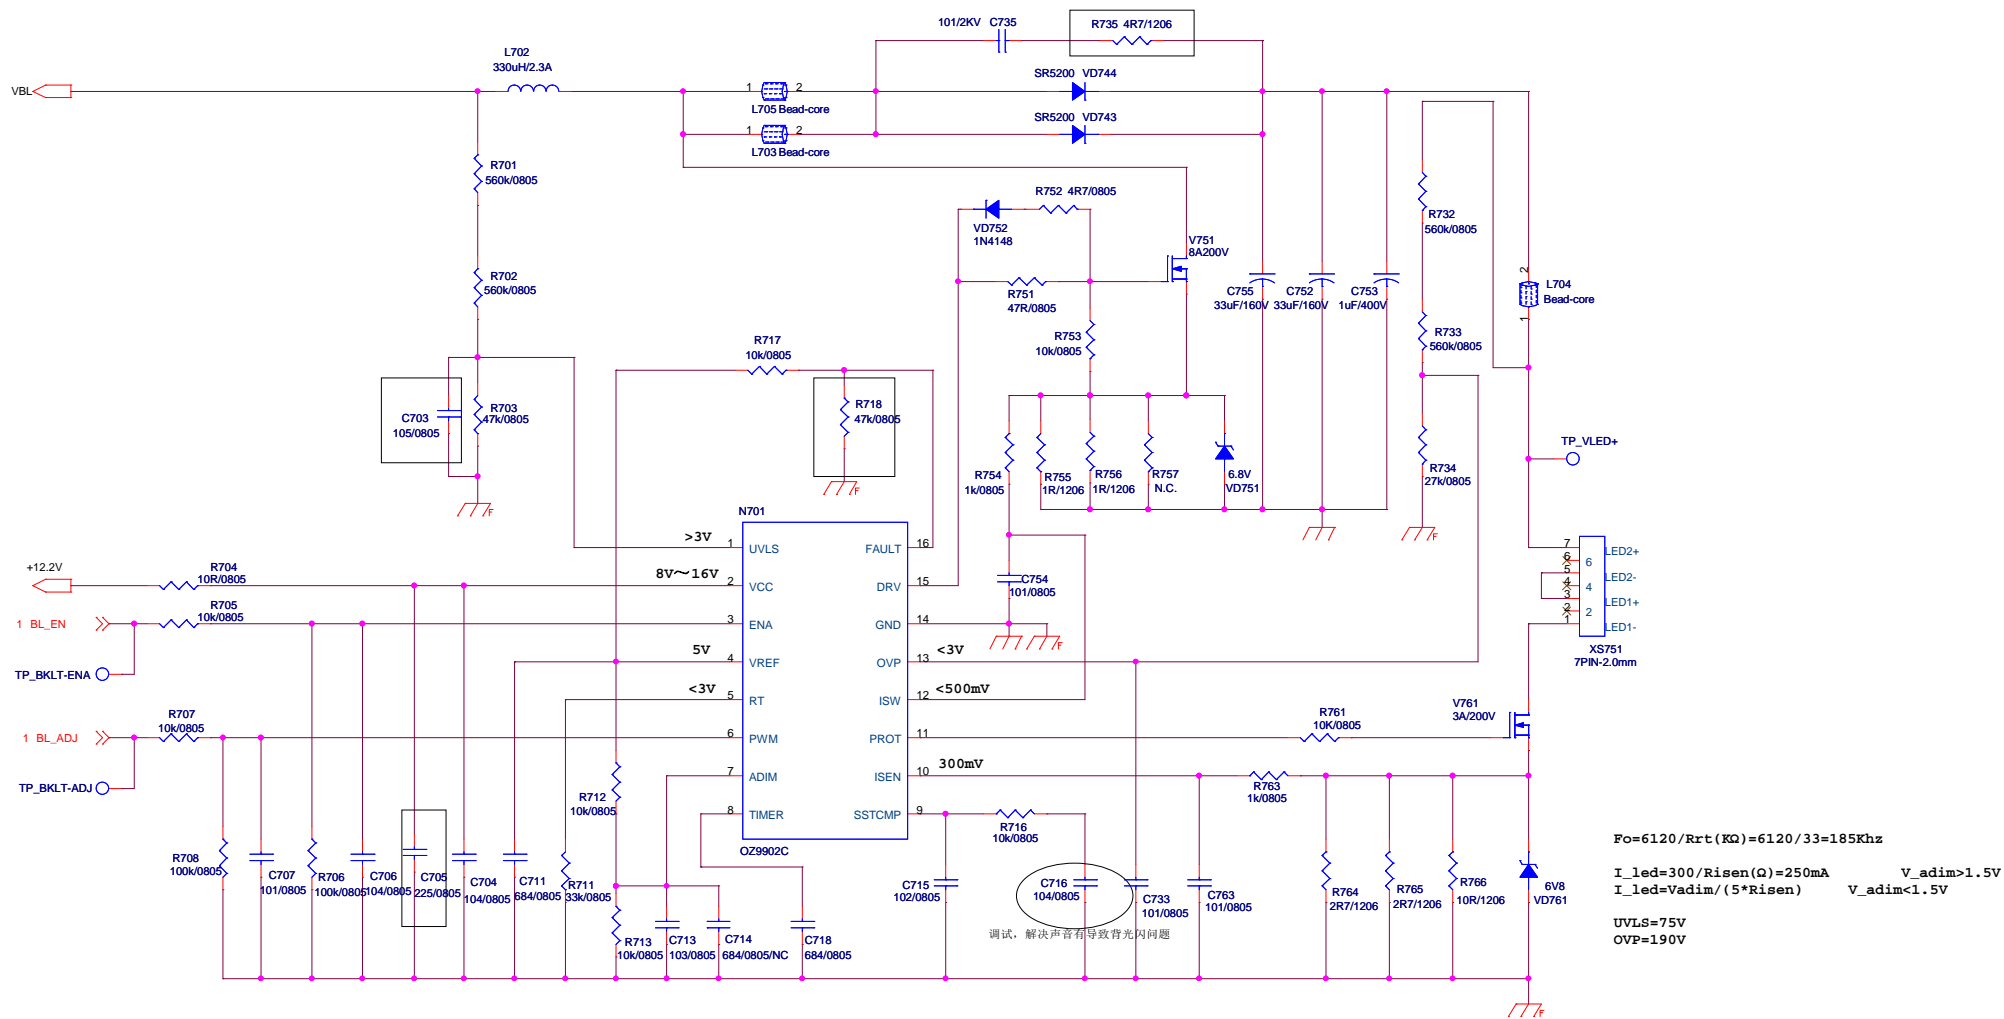 101/2KV C735
R735 4R7/1206
L702
330uH/2.3A
SR5200 VD744
VBL
1 2
L705 Bead-core
SR5200 VD743
1 2
L703 Bead-core
R701
560k/0805
R752 4R7/0805
VD752
1N4148
V751
8A200V
R732
560k/0805
R702
560k/0805
R751
47R/0805
C755
33uF/160V
C752
33uF/160V
C753
1uF/400V
2
L704
Bead-core
1
R717
10k/0805
R753
10k/0805
R733
560k/0805
C703
105/0805
R703
47k/0805
R718
47k/0805
F
F
TP_VLED+
R754
1k/0805
R755
1R/1206
R756
1R/1206
R757
N.C.
6.8V
VD751
R734
27k/0805
F
N701
>3V 1 UVLS
FAULT 16
+12.2V
R704
10R/0805
8V～16V 2 VCC
DRV 15
C754
101/0805
R705
10k/0805
1 BL_EN
3 ENA
GND 14
F
TP_BKLT-ENA
5V 4 VREF
OVP 13 <3V
<3V 5 RT
ISW 12 <500mV
7
6
5
4
3
2
1
6
4
2
LED2+
LED2-
LED1+
LED1-
XS751
7PIN-2.0mm
R707
10k/0805
1 BL_ADJ
6 PWM
PROT 11
R761
10K/0805
V761
3A/200V
TP_BKLT-ADJ
7 ADIM
ISEN 10 300mV
R763
1k/0805
R712
10k/0805
8 TIMER
SSTCMP 9
R716
10k/0805
OZ9902C
R708
100k/0805
C707
101/0805
R706
100k/0805
C706
104/0805
C705
225/0805
C704
104/0805
C711
684/0805
R711
33k/0805
R713
10k/0805
C713
103/0805
C714
684/0805/NC
C718
684/0805
C715
102/0805
C716
104/0805
调试，解决声音有导致背光闪问题
C733
101/0805
C763
101/0805
R764
2R7/1206
R765
2R7/1206
R766
10R/1206
6V8
VD761
F
Fo=6120/Rrt(KΩ)=6120/33=185Khz
I_led=300/Risen(Ω)=250mA V_adim>1.5V
I_led=Vadim/(5*Risen) V_adim<1.5V
UVLS=75V
OVP=190V